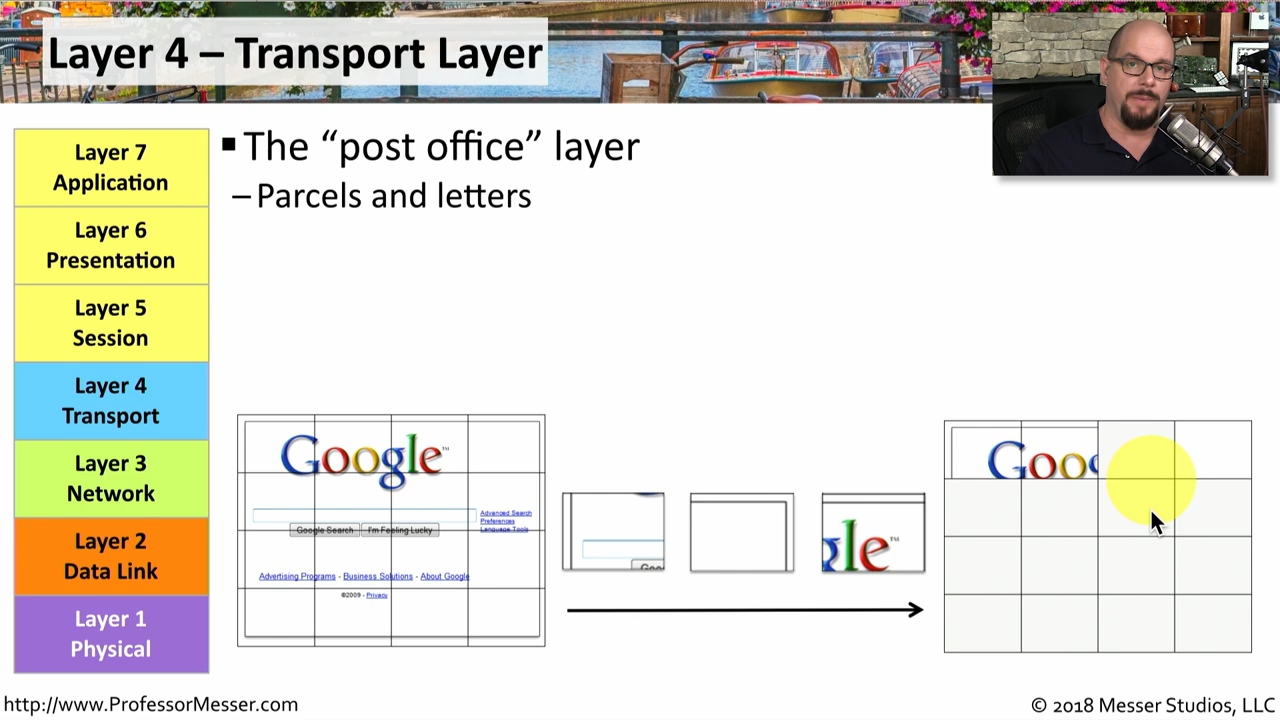 Layer 4 – Transport Layer
Layer 7
Application
Layer 6
Presentation
Layer 5
Session
Layer 4
Transport
Layer 3
Network
Layer 2
Data Link
Layer 1
Physical
▪ The “post office” layer
– Parcels and letters
Google™
Advanced Search
Preferences
Language Tools
Google Search
I'm Feeling Lucky
Advertising Programs - Business Solutions - About Google
©2009 - Privacy
Goo
gle™
Goog
http://www.ProfessorMesser.com
© 2018 Messer Studios, LLC